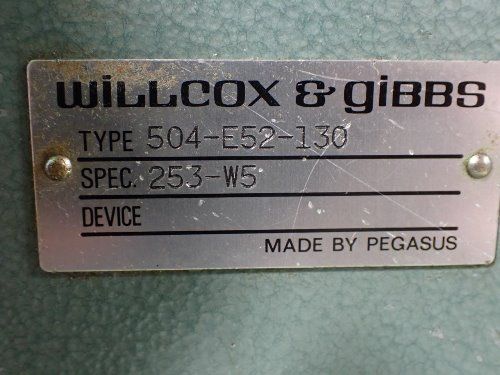 WiLLCOX & giBBS
TYPE 504-E52-130
SPEC. 253-W5
DEVICE
MADE BY PEGASUS